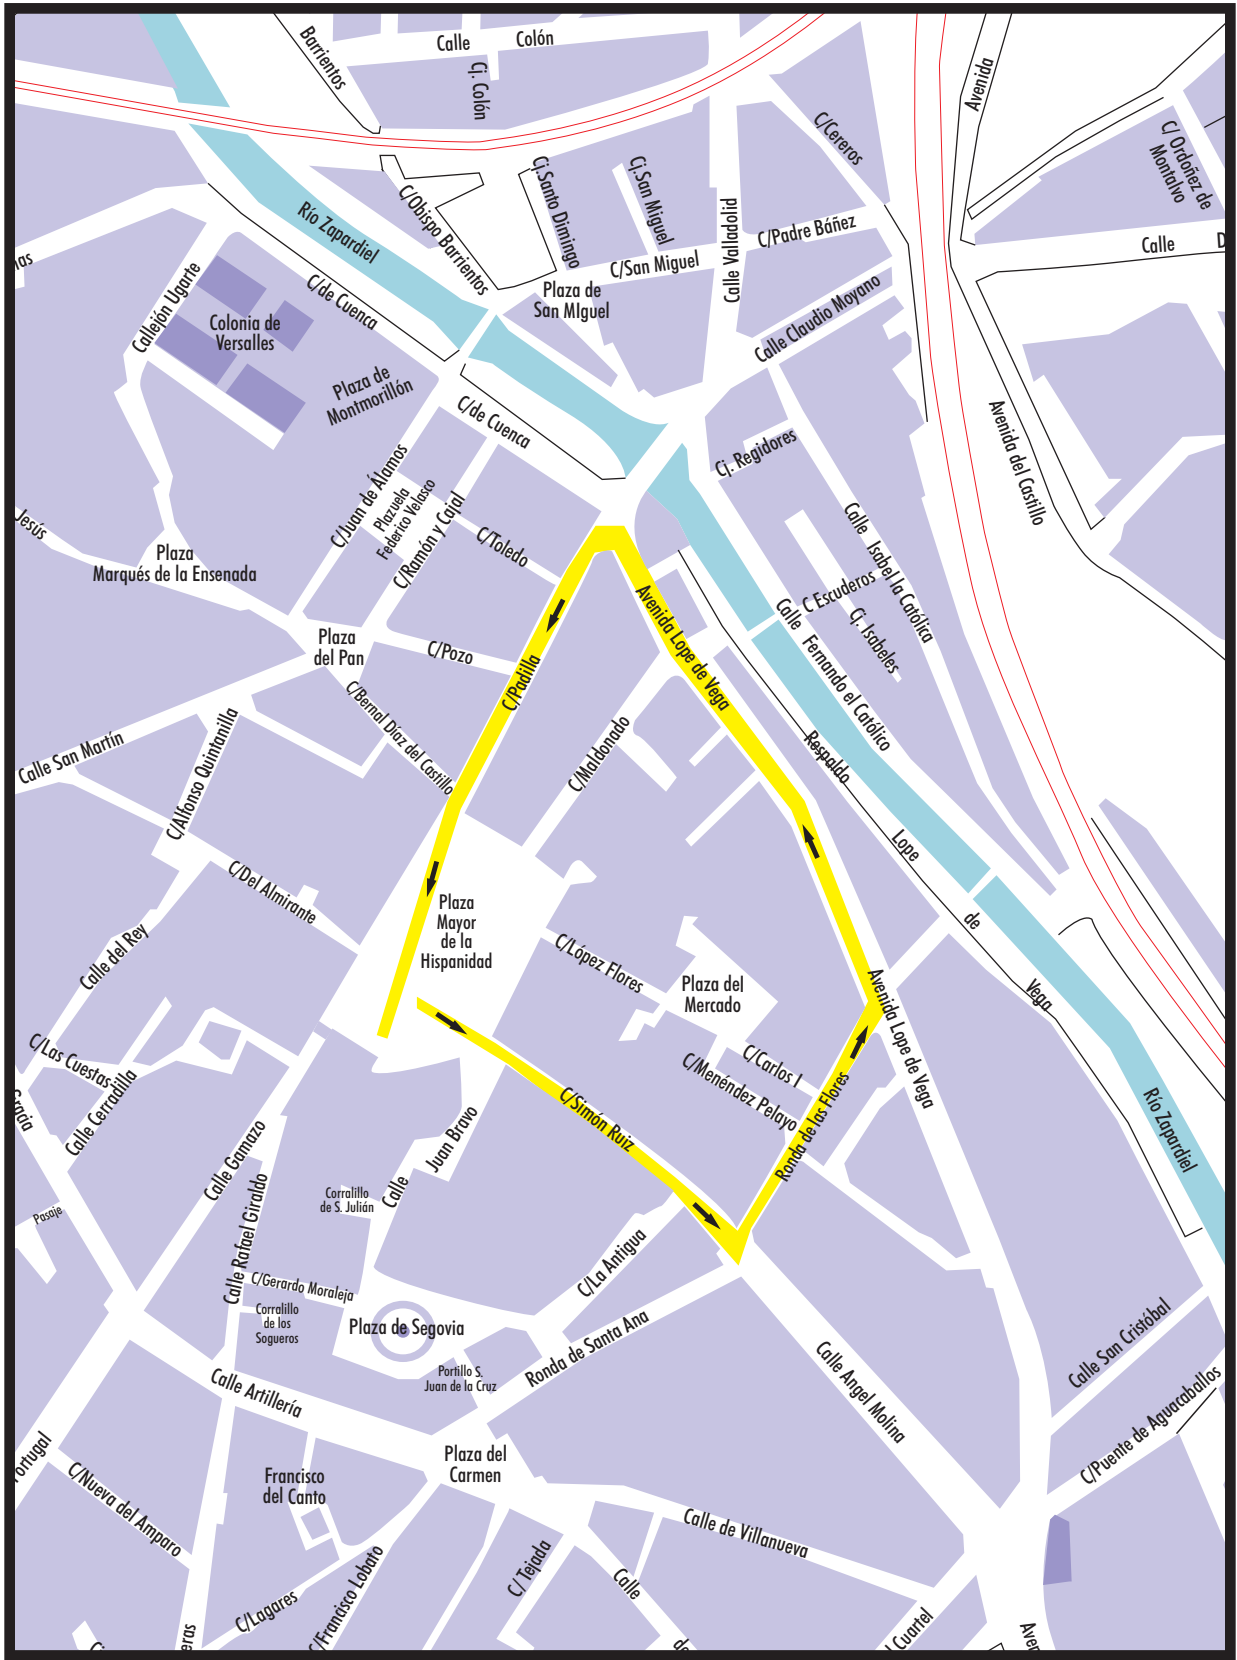 Barrientos
Calle Colón
Cj. Colón
Avenida
C/Cereros
C/ Ordoñez de
Montalvo
Cj.Santo Dimingo
Cj.San Miguel
C/Obispo Barrientos
Río Zapardiel
Calle Valladolid
C/Padre Báñez
C/San Miguel
Calle D
ras
Callejón Ugarte
C/de Cuenca
Plaza de
San MIguel
Colonia de
Versalles
Calle Claudio Moyano
Plaza de
Montmorillón
C/de Cuenca
Cj. Regidores
Avenida del Castillo
C/Juan de Álamos
Plazuela
Federico Velasco
C/Ramón y Cajal
C/Toledo
Jesús
Plaza
Marqués de la Ensenada
Calle Isabel la Católica
C Escuderos
Cj. Isabeles
Calle Fernando el Católico
Avenida Lope de Vega
Plaza
del Pan
C/Pozo
C/Padilla
C/Bernal Díaz del Castillo
C/Maldonado
Calle San Martín
C/Alfonso Quintanilla
Respaldo Lope de Vega
C/Del Almirante
Plaza
Mayor
de la
Hispanidad
Calle del Rey
C/López Flores
Plaza del
Mercado
Avenida Lope de Vega
C/Las Cuestas
Calle Cerradilla
Gracia
C/Carlos I
C/Menéndez Pelayo
Ronda de las Flores
C/Simón Ruiz
Calle Juan Bravo
Calle Gamazo
Río Zapardiel
Corralillo
de S. Julián
Pasaje
Calle Rafael Giraldo
C/La Antigua
C/Gerardo Moraleja
Corralillo
de los
Sogueros
Plaza de Segovia
Ronda de Santa Ana
Portillo S.
Juan de la Cruz
Calle San Cristóbal
Calle Angel Molina
C/Puente de Aguacaballos
Calle Artillería
Plaza del
Carmen
Portugal
C/Nueva del Amparo
Francisco
del Canto
Calle de Villanueva
C/ Tejada
Calle
de
C/Francisco Lobato
C/Lagares
eras
l Cuartel
Aven